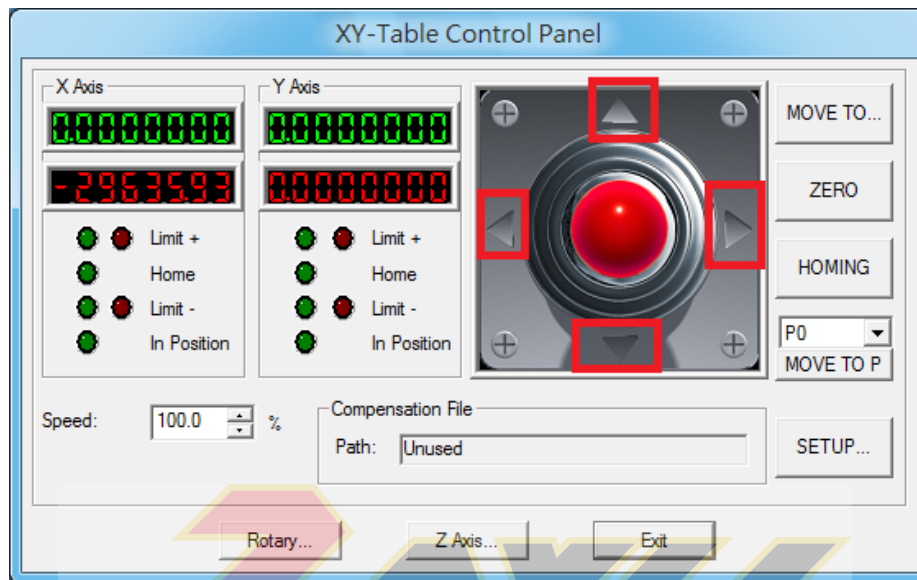 XY-Table Control Panel
X Axis
Y Axis
0.0000000
0.0000000
-29635.93
0.0000000
Limit +
Home
Limit -
In Position
Limit +
Home
Limit -
In Position
MOVE TO...
ZERO
HOMING
P0
MOVE TO P
SETUP...
Speed:
100.0
%
Compensation File
Path:
Unused
Rotary...
Z Axis...
Exit